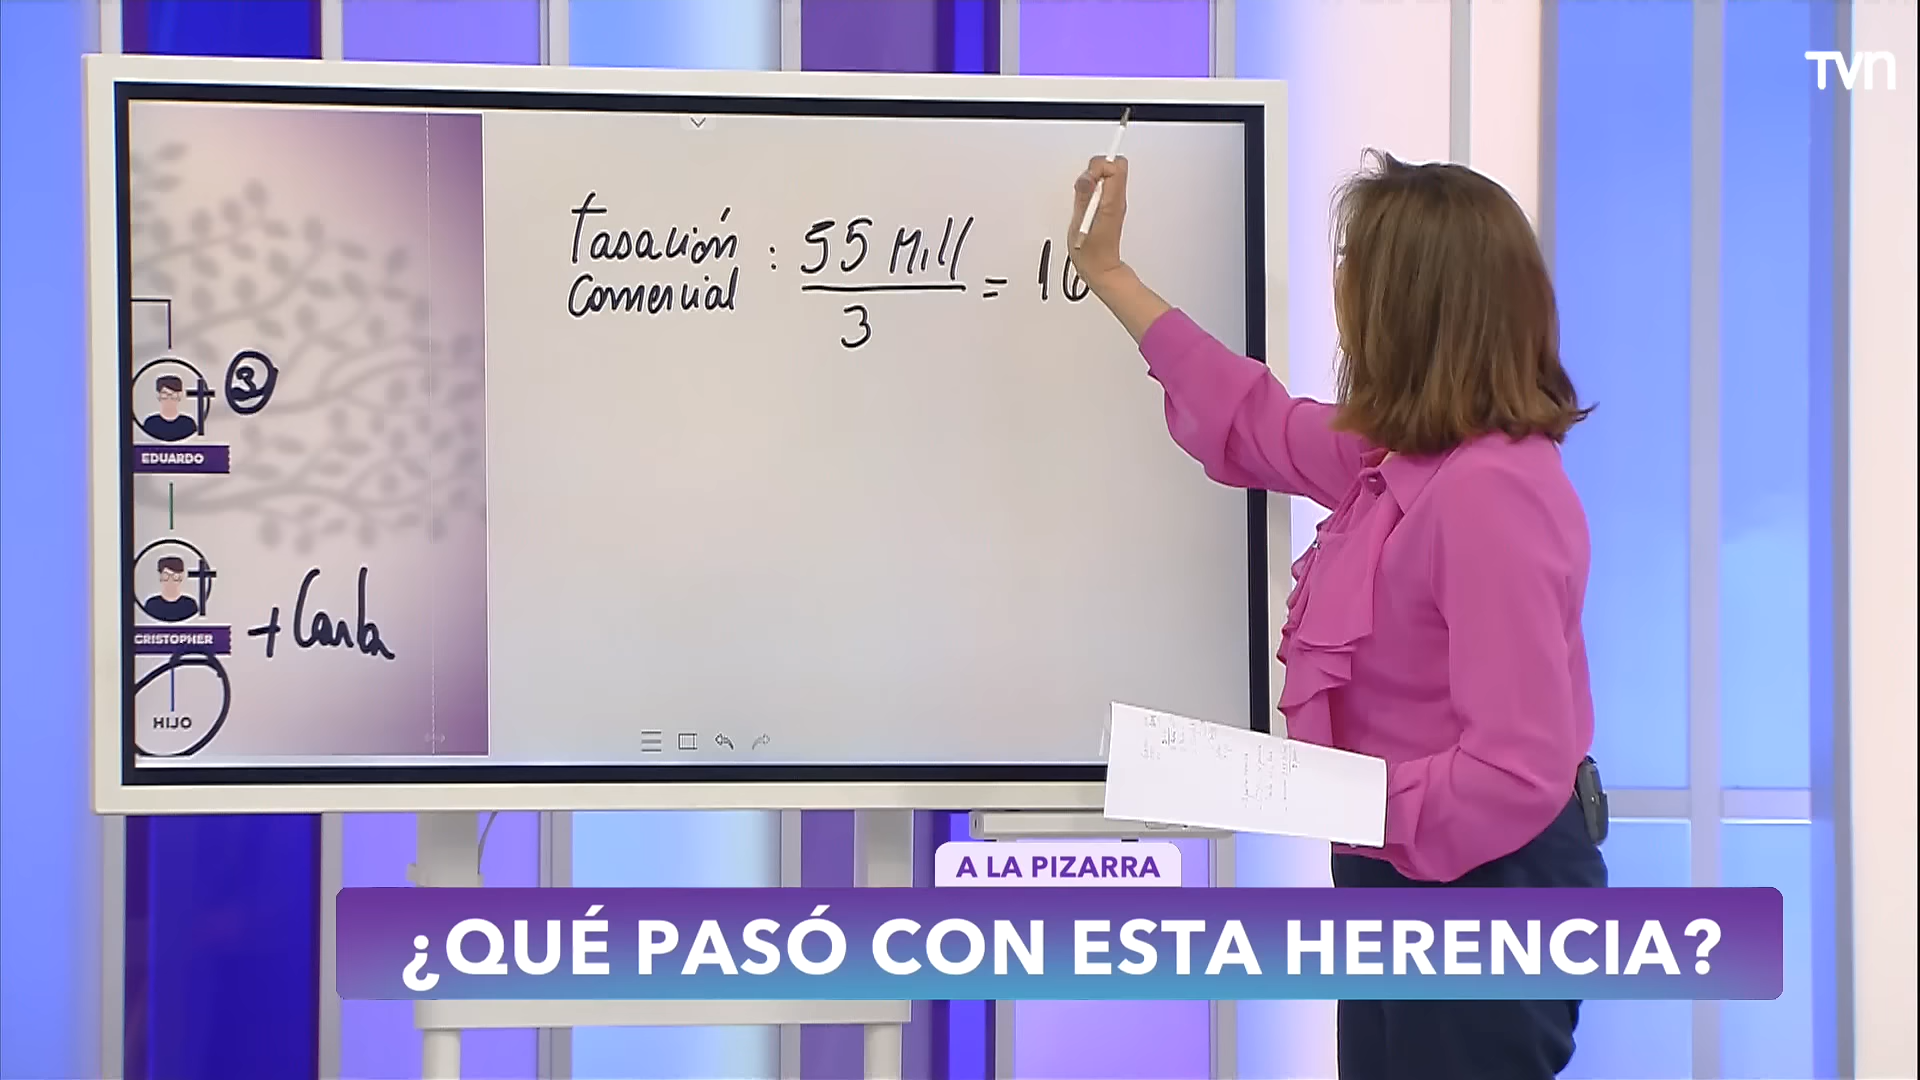 TVN
Tasación
Comercial : 55 Mill = 16
3
3
EDUARDO
+ Carla
CRISTOPHER
HIJO
A LA PIZARRA
¿QUÉ PASÓ CON ESTA HERENCIA?